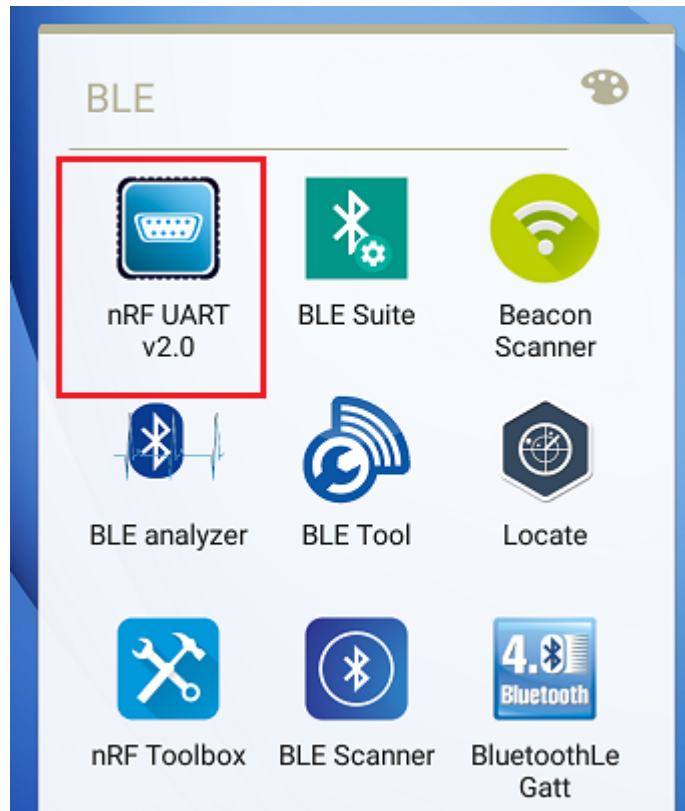 BLE
nRF UART
v2.0
BLE Suite
Beacon
Scanner
BLE analyzer
BLE Tool
Locate
nRF Toolbox
BLE Scanner
4.0
Bluetooth
BluetoothLe
Gatt